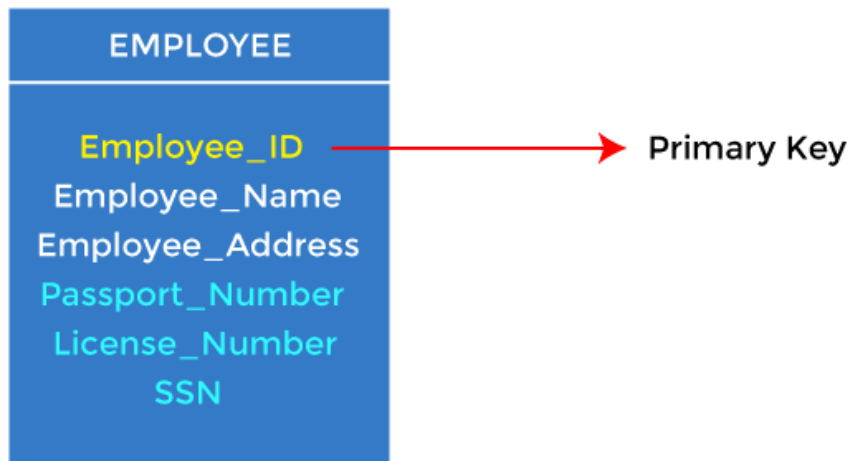 EMPLOYEE
Employee_ID
Primary Key
Employee_Name
Employee_Address
Passport_Number
License_Number
SSN